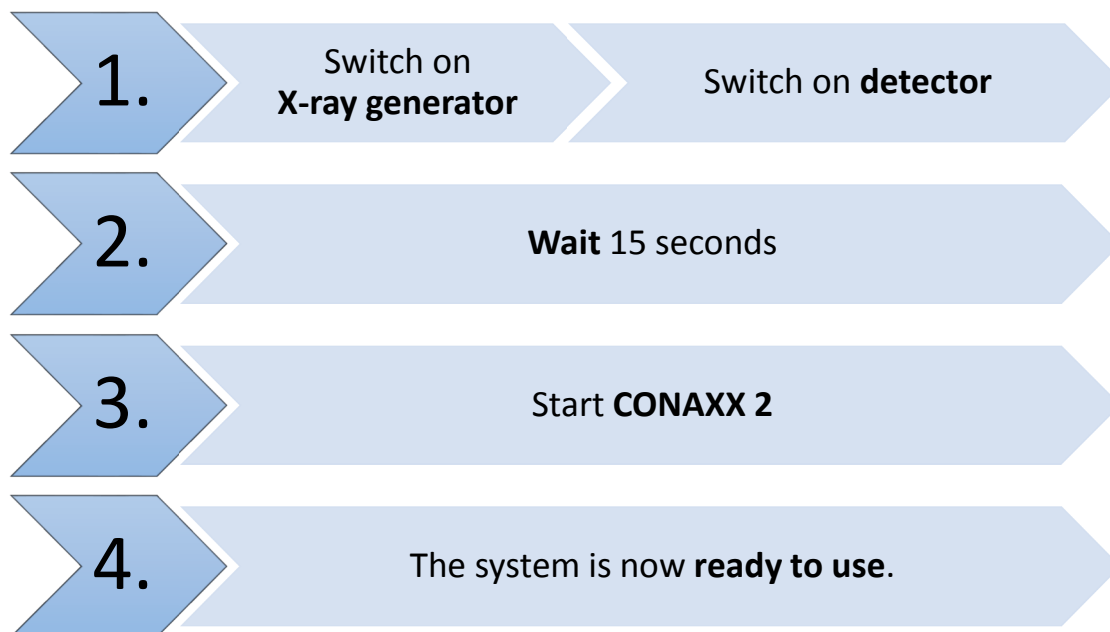 1.
Switch on
X-ray generator
Switch on detector
2.
Wait 15 seconds
3.
Start CONAXX 2
4.
The system is now ready to use.